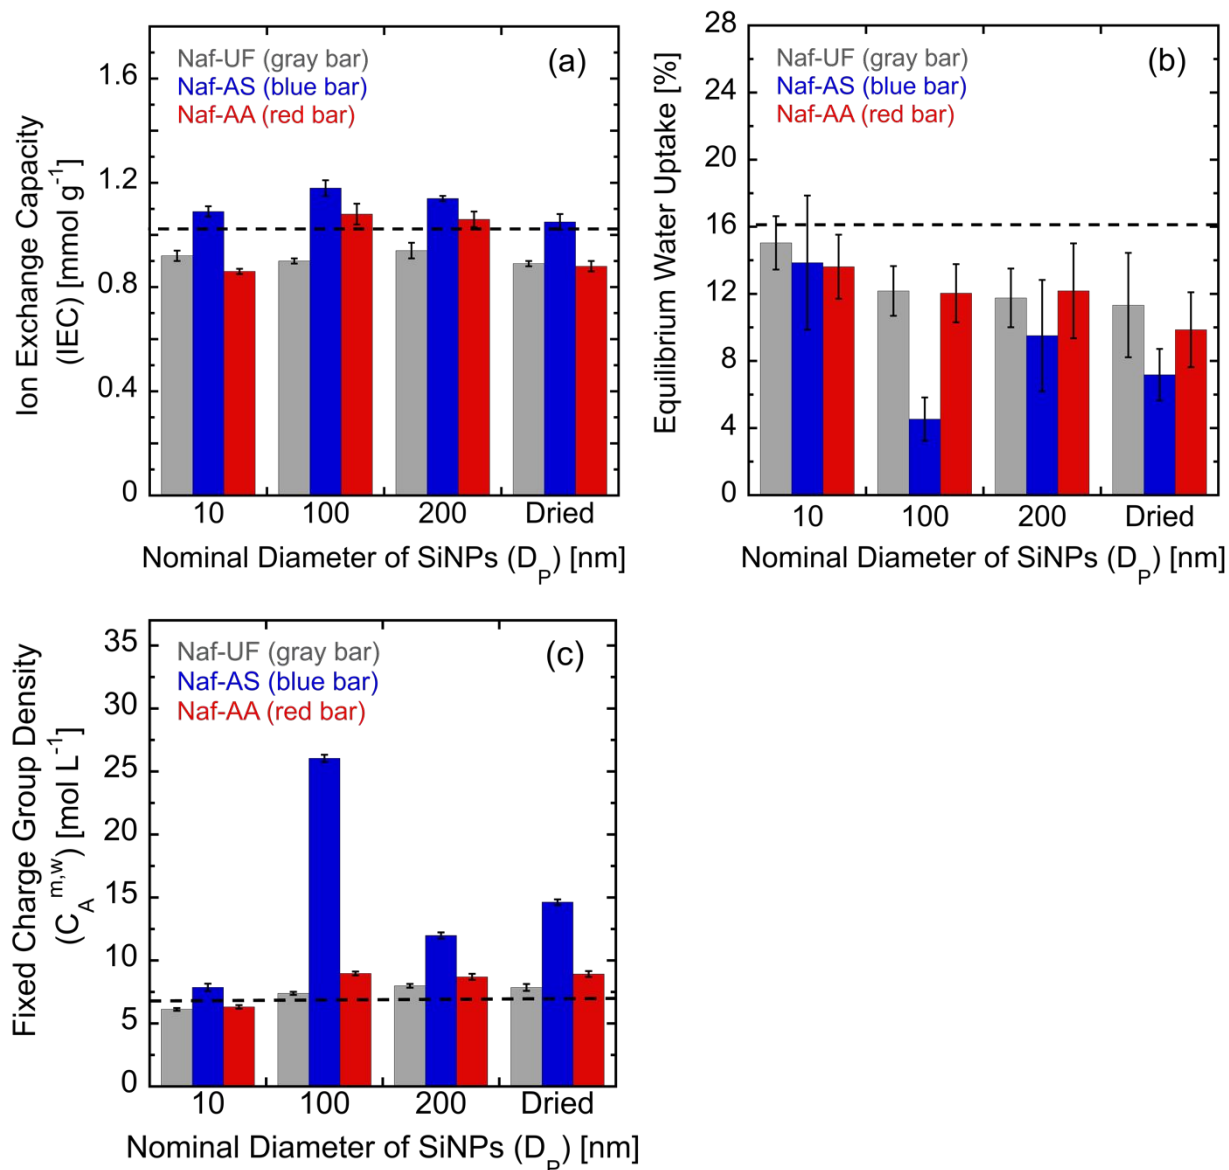 (a)
Naf-UF (gray bar)
Naf-AS (blue bar)
Naf-AA (red bar)
Ion Exchange Capacity
(IEC) [mmol g⁻¹]
1.6
1.2
0.8
0.4
0
10 100 200 Dried
Nominal Diameter of SiNPs (D_P) [nm]
(b)
Naf-UF (gray bar)
Naf-AS (blue bar)
Naf-AA (red bar)
Equilibrium Water Uptake [%]
28
24
20
16
12
8
4
0
10 100 200 Dried
Nominal Diameter of SiNPs (D_P) [nm]
(c)
Naf-UF (gray bar)
Naf-AS (blue bar)
Naf-AA (red bar)
Fixed Charge Group Density
(C_A^m,w) [mol L⁻¹]
35
30
25
20
15
10
5
0
10 100 200 Dried
Nominal Diameter of SiNPs (D_P) [nm]